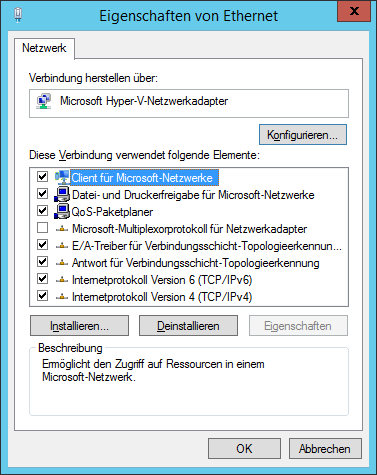 Eigenschaften von Ethernet
Netzwerk
Verbindung herstellen über:
Microsoft Hyper-V-Netzwerkadapter
Konfigurieren...
Diese Verbindung verwendet folgende Elemente:
Client für Microsoft-Netzwerke
Datei- und Druckerfreigabe für Microsoft-Netzwerke
QoS-Paketplaner
Microsoft-Multiplexorprotokoll für Netzwerkadapter
E/A-Treiber für Verbindungsschicht-Topologieerkennun...
Antwort für Verbindungsschicht-Topologieerkennung
Internetprotokoll Version 6 (TCP/IPv6)
Internetprotokoll Version 4 (TCP/IPv4)
Installieren... Deinstallieren Eigenschaften
Beschreibung
Ermöglicht den Zugriff auf Ressourcen in einem
Microsoft-Netzwerk.
OK Abbrechen